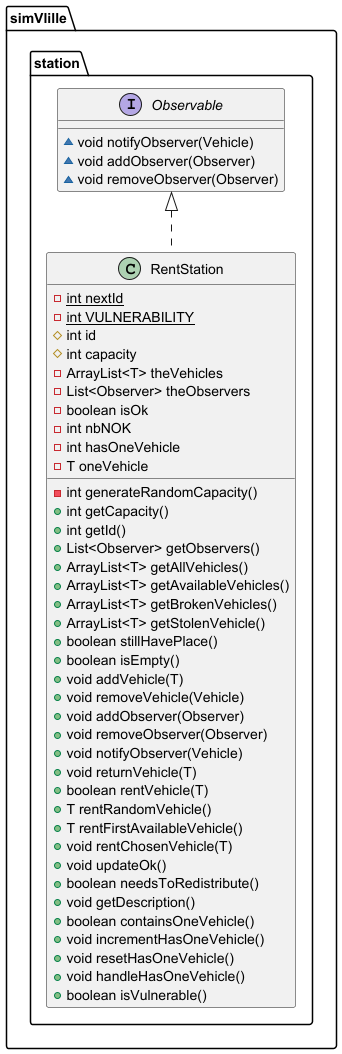 simVlille
station
I Observable
void notifyObserver(Vehicle)
void addObserver(Observer)
void removeObserver(Observer)
C RentStation
int nextId
int VULNERABILITY
int id
int capacity
ArrayList<T> theVehicles
List<Observer> theObservers
boolean isOk
int nbNOK
int hasOneVehicle
T oneVehicle
int generateRandomCapacity()
int getCapacity()
int getId()
List<Observer> getObservers()
ArrayList<T> getAllVehicles()
ArrayList<T> getAvailableVehicles()
ArrayList<T> getBrokenVehicles()
ArrayList<T> getStolenVehicle()
boolean stillHavePlace()
boolean isEmpty()
void addVehicle(T)
void removeVehicle(Vehicle)
void addObserver(Observer)
void removeObserver(Observer)
void notifyObserver(Vehicle)
void returnVehicle(T)
boolean rentVehicle(T)
T rentRandomVehicle()
T rentFirstAvailableVehicle()
void rentChosenVehicle(T)
void updateOk()
boolean needsToRedistribute()
void getDescription()
boolean containsOneVehicle()
void incrementHasOneVehicle()
void resetHasOneVehicle()
void handleHasOneVehicle()
boolean isVulnerable()